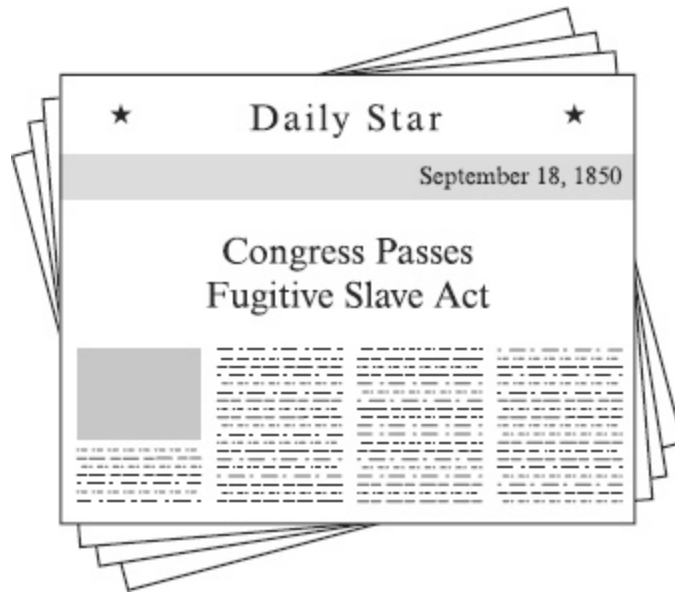 ★ Daily Star ★
September 18, 1850
Congress Passes
Fugitive Slave Act